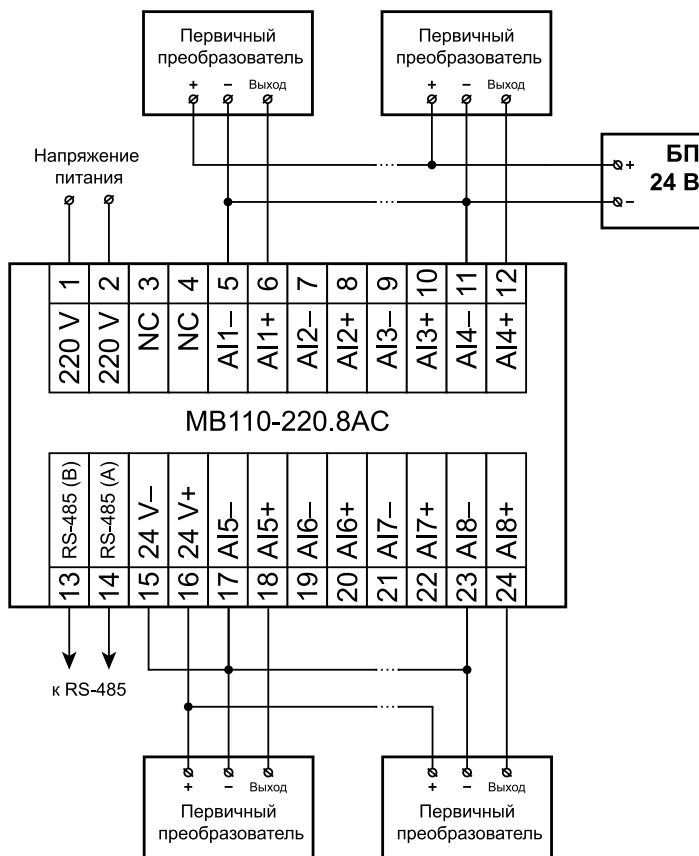 Первичный
преобразователь
+ – Выход
Первичный
преобразователь
+ – Выход
Напряжение
питания
+
–
БП
24 В
1 2 3 4 5 6 7 8 9 10 11 12
220 V 220 V NC NC AI1– AI1+ AI2– AI2+ AI3– AI3+ AI4– AI4+
МВ110-220.8АС
RS-485 (B) RS-485 (A) 24 V– 24 V+ AI5– AI5+ AI6– AI6+ AI7– AI7+ AI8– AI8+
13 14 15 16 17 18 19 20 21 22 23 24
к RS-485
+ – Выход
Первичный
преобразователь
+ – Выход
Первичный
преобразователь